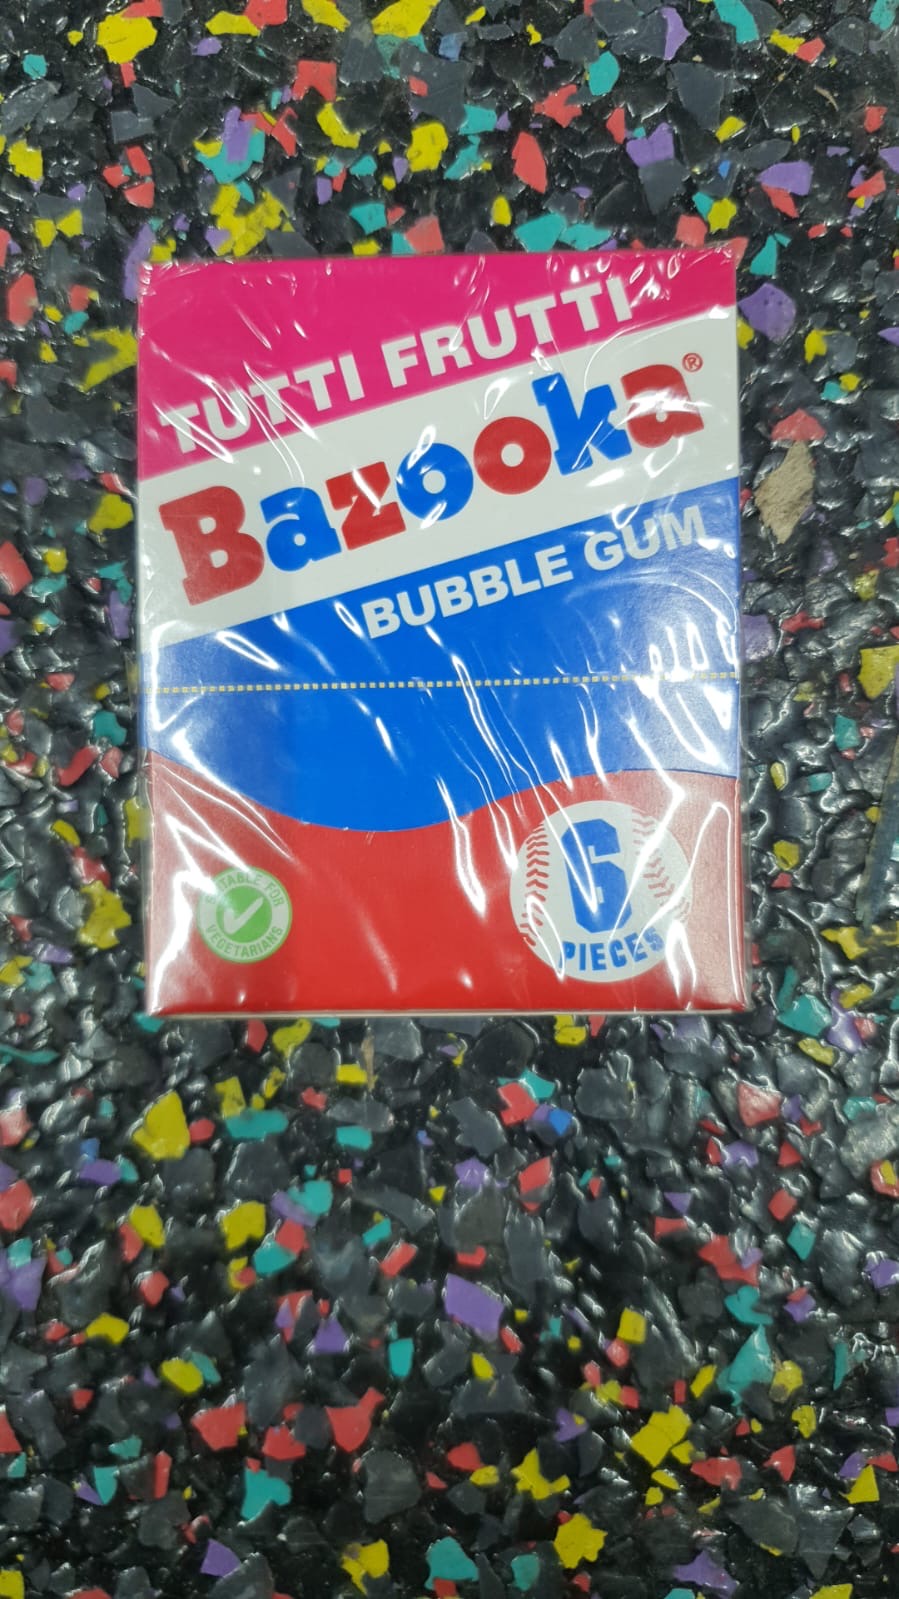 TUTTI FRUTTI
Bazooka®
BUBBLE GUM
SUITABLE FOR
VEGETARIANS
6
PIECES